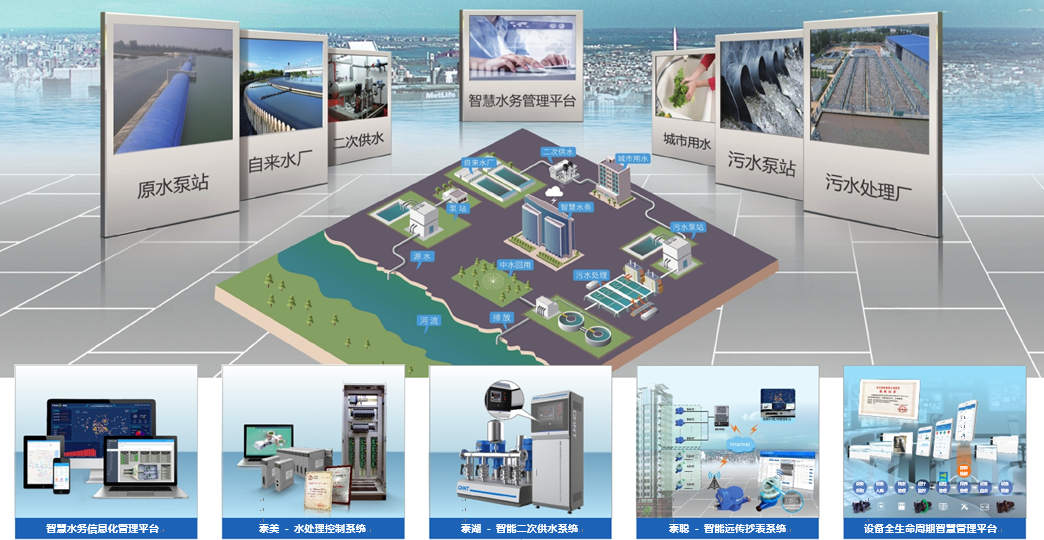 智慧水务管理平台
原水泵站
自来水厂
二次供水
城市用水
污水泵站
污水处理厂
MetLife
二次供水
自来水厂
城市用水
泵站
智慧水务
污水泵站
源水
中水回用
污水处理
河流
排放
Internet
CHINT
智慧水务信息化管理平台
泰美 - 水处理控制系统
泰湖 - 智能二次供水系统
泰聪 - 智能远传抄表系统
设备全生命周期智慧管理平台